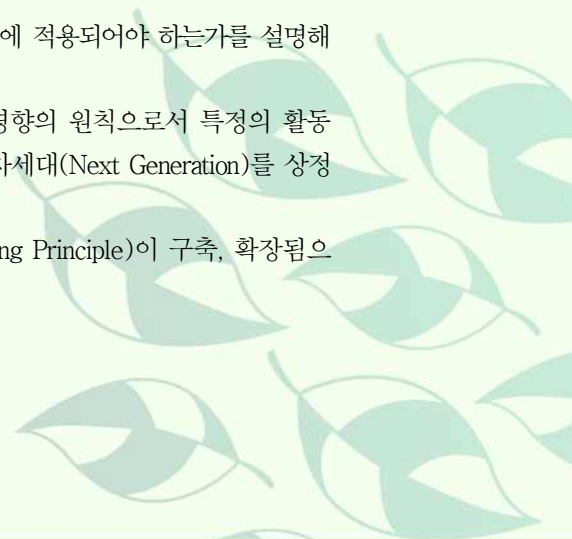 에 적용되어야 하는가를 설명해
영향의 원칙으로서 특정의 활동
차세대(Next Generation)를 상정
Principle)이 구축, 확장됨으